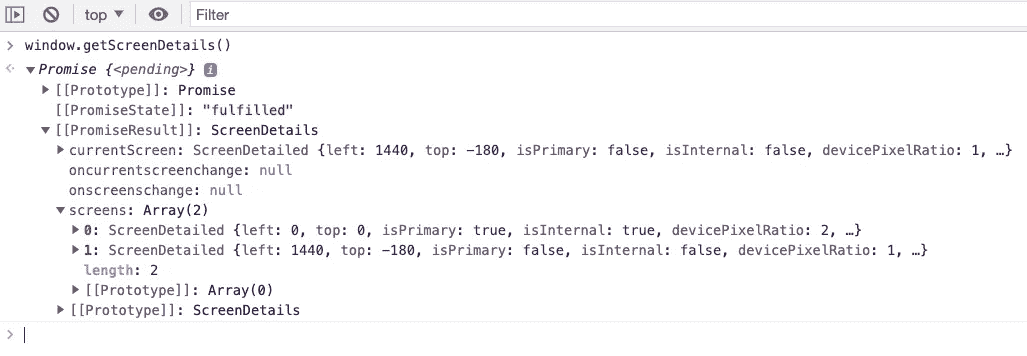 top ▼ Filter
> window.getScreenDetails()
<· ▼ Promise {<pending>} i
▶ [[Prototype]]: Promise
[[PromiseState]]: "fulfilled"
▼ [[PromiseResult]]: ScreenDetails
▶ currentScreen: ScreenDetailed {left: 1440, top: −180, isPrimary: false, isInternal: false, devicePixelRatio: 1, …}
oncurrentscreenchange: null
onscreenschange: null
▼ screens: Array(2)
▶ 0: ScreenDetailed {left: 0, top: 0, isPrimary: true, isInternal: true, devicePixelRatio: 2, …}
▶ 1: ScreenDetailed {left: 1440, top: −180, isPrimary: false, isInternal: false, devicePixelRatio: 1, …}
length: 2
▶ [[Prototype]]: Array(0)
▶ [[Prototype]]: ScreenDetails
>